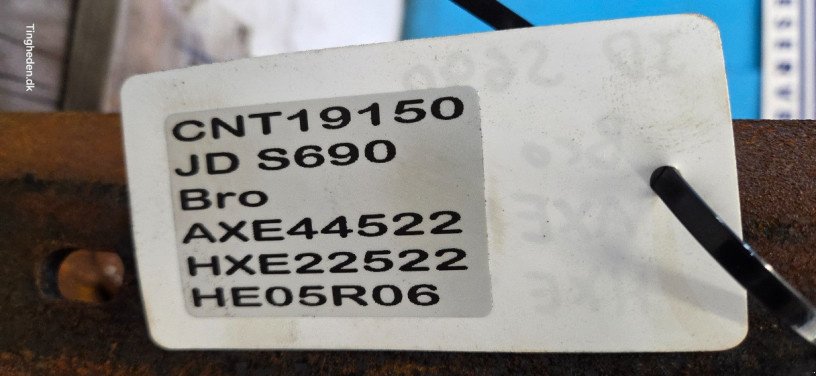 Tingheden.dk
CNT19150
JD S690
Bro
AXE44522
HXE22522
HE05R06